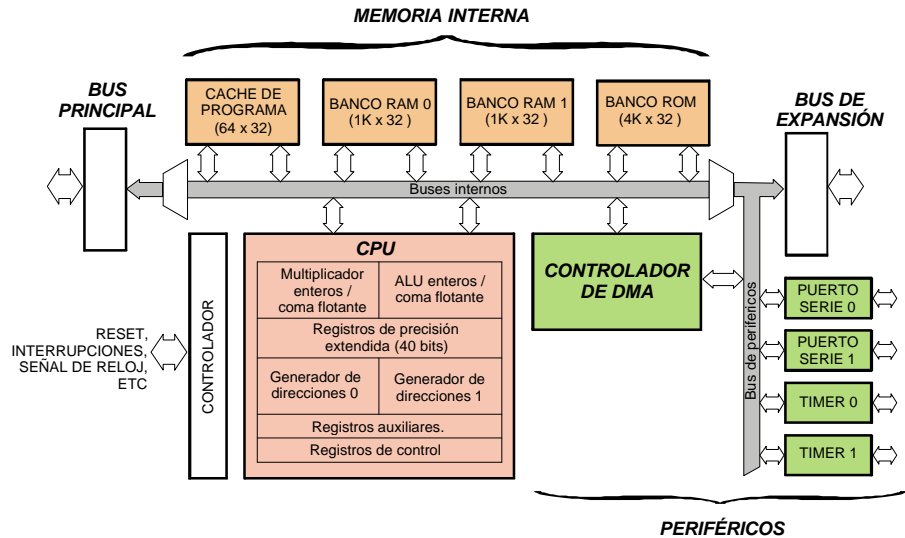 MEMORIA INTERNA
BUS
PRINCIPAL
CACHE DE
PROGRAMA
(64 x 32)
BANCO RAM 0
(1K x 32 )
BANCO RAM 1
(1K x 32 )
BANCO ROM
(4K x 32 )
BUS DE
EXPANSIÓN
Buses internos
CONTROLADOR
RESET,
INTERRUPCIONES,
SEÑAL DE RELOJ,
ETC
CPU
Multiplicador
enteros /
coma flotante
ALU enteros /
coma flotante
Registros de precisión
extendida (40 bits)
Generador de
direcciones 0
Generador de
direcciones 1
Registros auxiliares.
Registros de control
CONTROLADOR
DE DMA
Bus de perifericos
PUERTO
SERIE 0
PUERTO
SERIE 1
TIMER 0
TIMER 1
PERIFÉRICOS